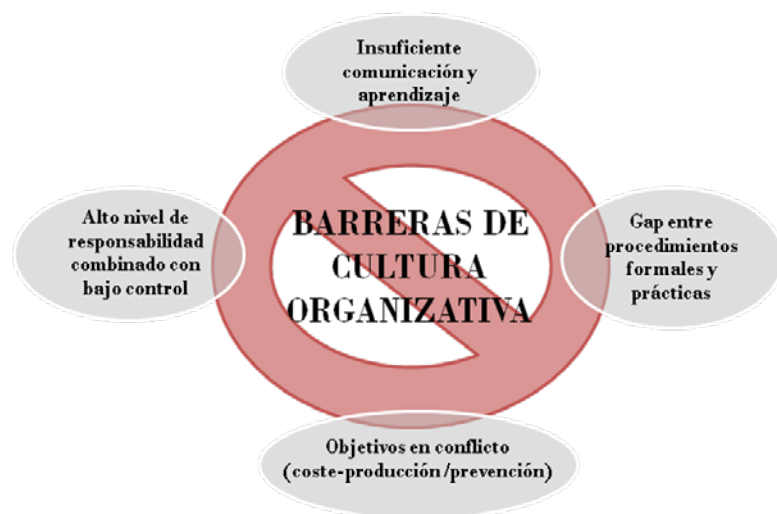 Insuficiente
comunicación y
aprendizaje
Alto nivel de
responsabilidad
combinado con
bajo control
BARRERAS DE
CULTURA
ORGANIZATIVA
Gap entre
procedimientos
formales y
prácticas
Objetivos en conflicto
(coste-producción/prevención)